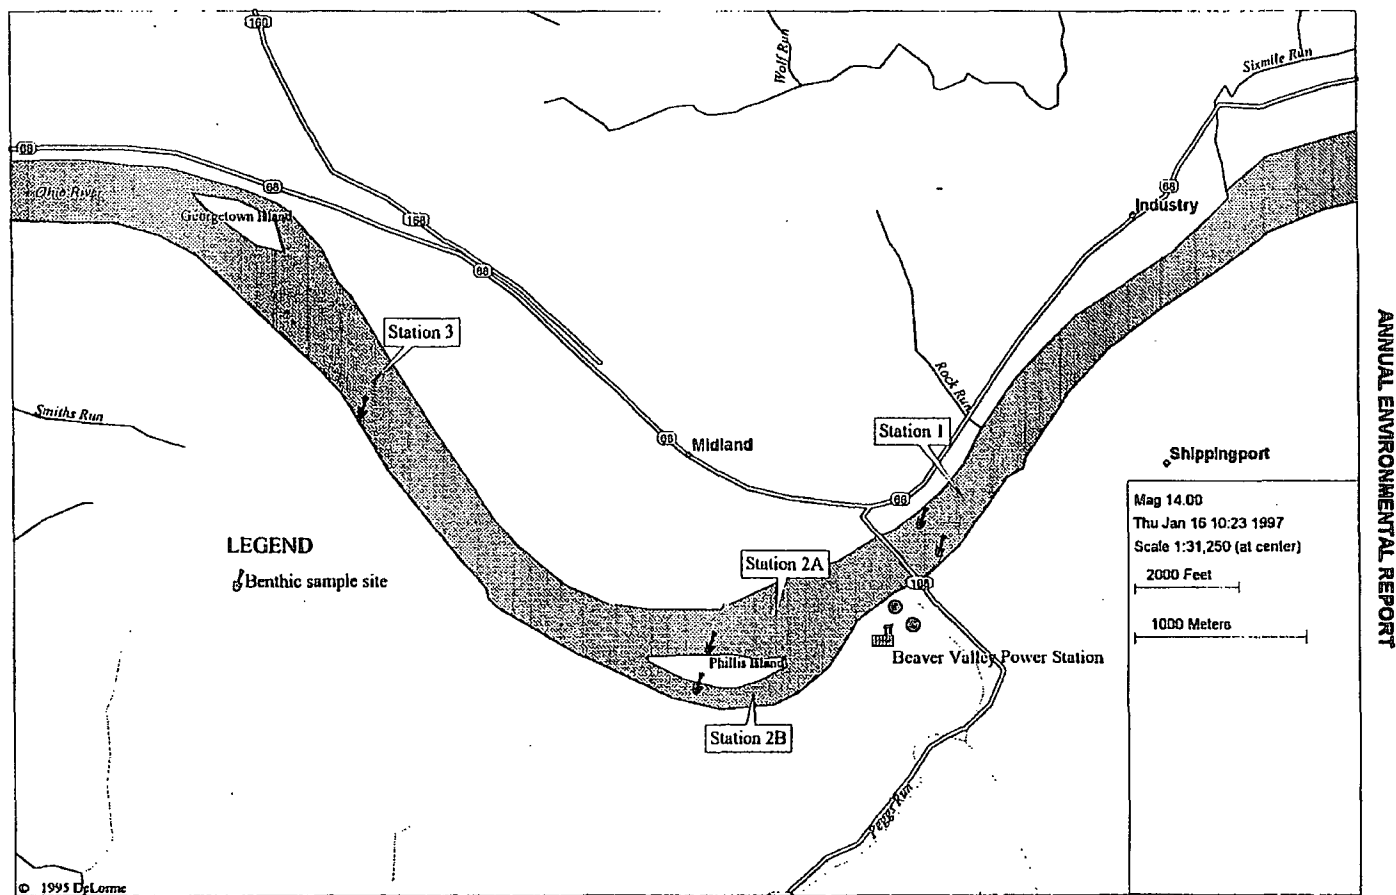 160
Wolf Run
Sixmile Run
68
68
Ohio River
Georgetown Island
168
68
Industry
68
Station 3
Rock Run
Smiths Run
Station 1
68
Midland
68
Shippingport
Mag 14.00
Thu Jan 16 10:23 1997
Scale 1:31,250 (at center)
2000 Feet
1000 Meters
LEGEND
Benthic sample site
Station 2A
168
Phillis Island
Beaver Valley Power Station
Station 2B
Peggs Run
© 1995 DeLorme
ANNUAL ENVIRONMENTAL REPORT